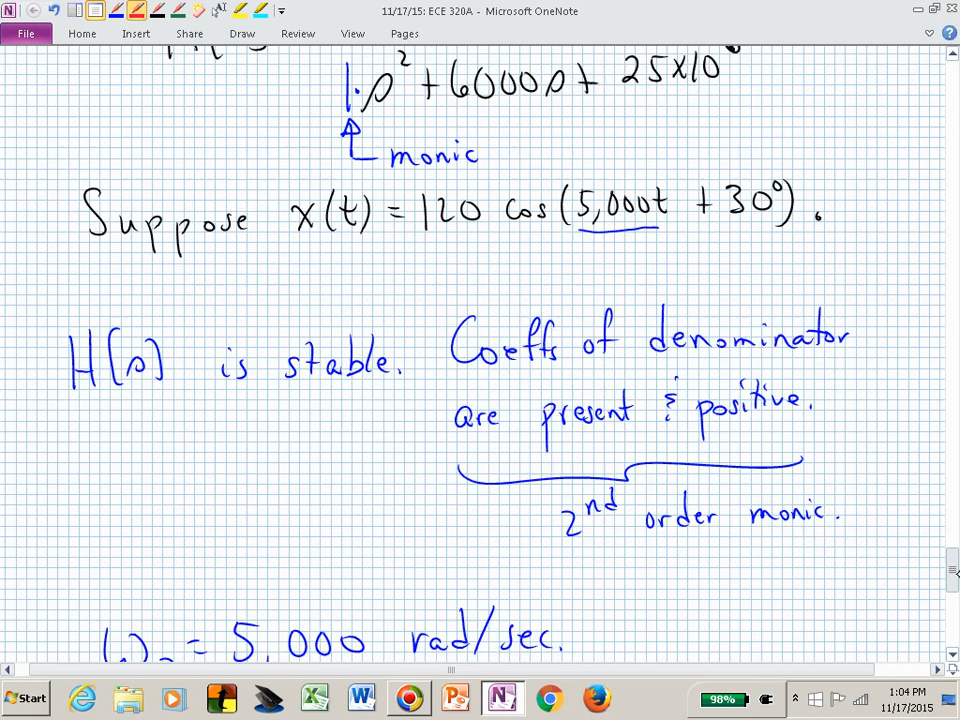 11/17/15: ECE 320A - Microsoft OneNote
File Home Insert Share Draw Review View Pages
1·s² + 6000s + 25×10
monic
Suppose x(t) = 120 cos(5,000t + 30°).
H(s) is stable. Coeffs of denominator
are present & positive.
2nd order monic.
= 5,000 rad/sec.
Start
98%
1:04 PM
11/17/2015